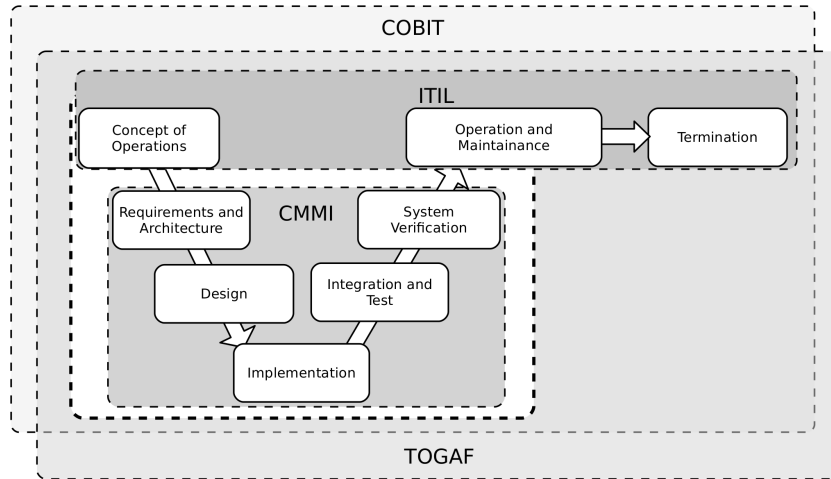 COBIT
ITIL
Concept of
Operations
Operation and
Maintainance
Termination
Requirements and
Architecture
CMMI
System
Verification
Design
Integration and
Test
Implementation
TOGAF